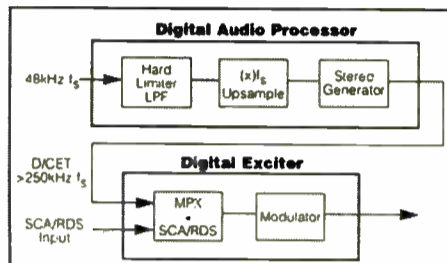 Digital Audio Processor
48kHz fs
Hard
Limiter
LPF
(x)fs
Upsample
Stereo
Generator
D/CET
>250kHz fs
Digital Exciter
SCA/RDS
Input
MPX
+
SCA/RDS
Modulator